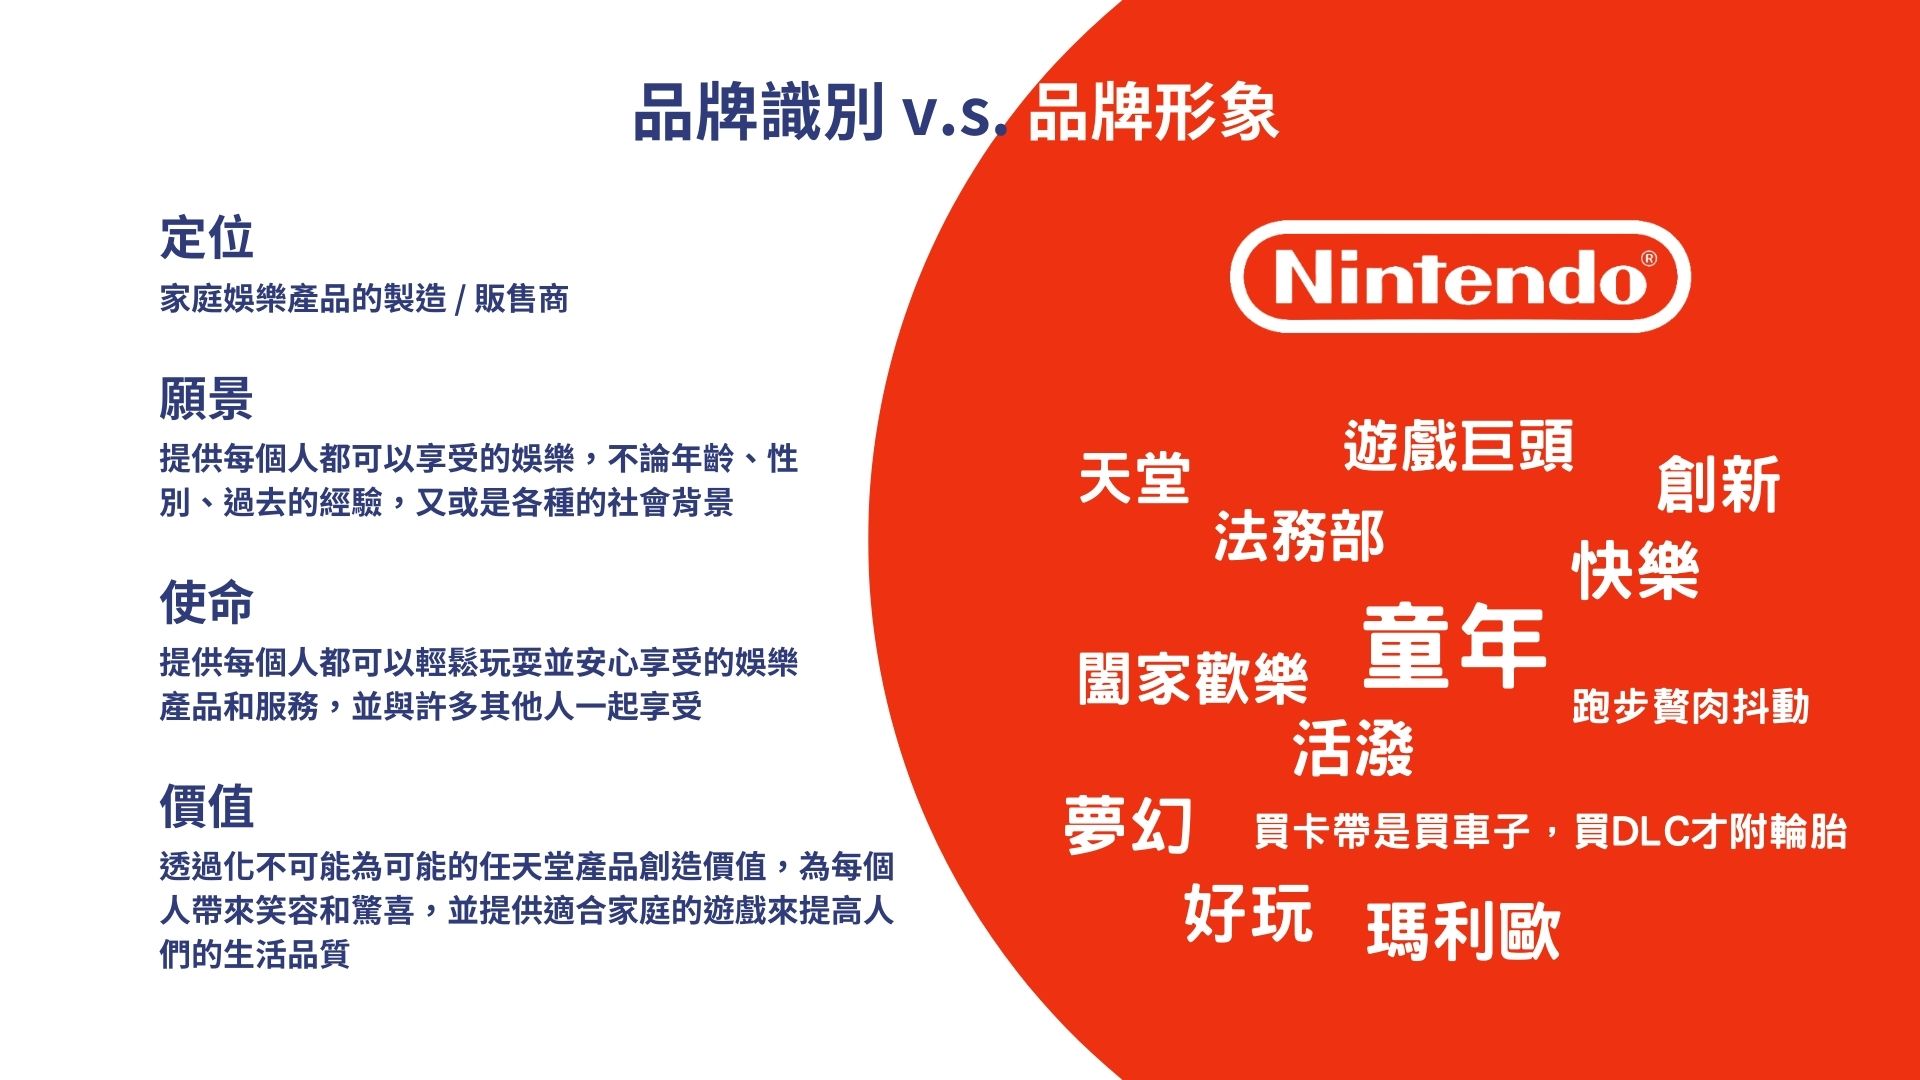 品牌識別 v.s. 品牌形象
定位
家庭娛樂產品的製造 / 販售商
願景
提供每個人都可以享受的娛樂，不論年齡、性
別、過去的經驗，又或是各種的社會背景
使命
提供每個人都可以輕鬆玩耍並安心享受的娛樂
產品和服務，並與許多其他人一起享受
價值
透過化不可能為可能的任天堂產品創造價值，為每個
人帶來笑容和驚喜，並提供適合家庭的遊戲來提高人
們的生活品質
Nintendo®
遊戲巨頭
天堂
創新
法務部
快樂
童年
闔家歡樂
跑步贅肉抖動
活潑
夢幻
買卡帶是買車子，買DLC才附輪胎
好玩
瑪利歐